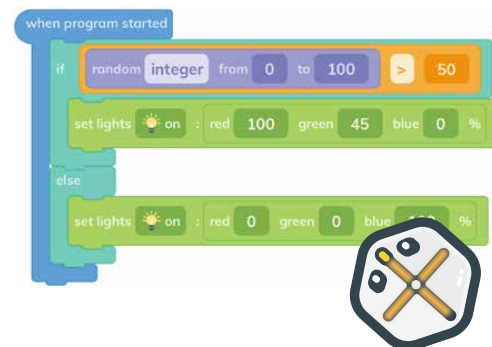 when program started
if random integer from 0 to 100 > 50
set lights on : red 100 green 45 blue 0 %
else
set lights on : red 0 green 0 blue %